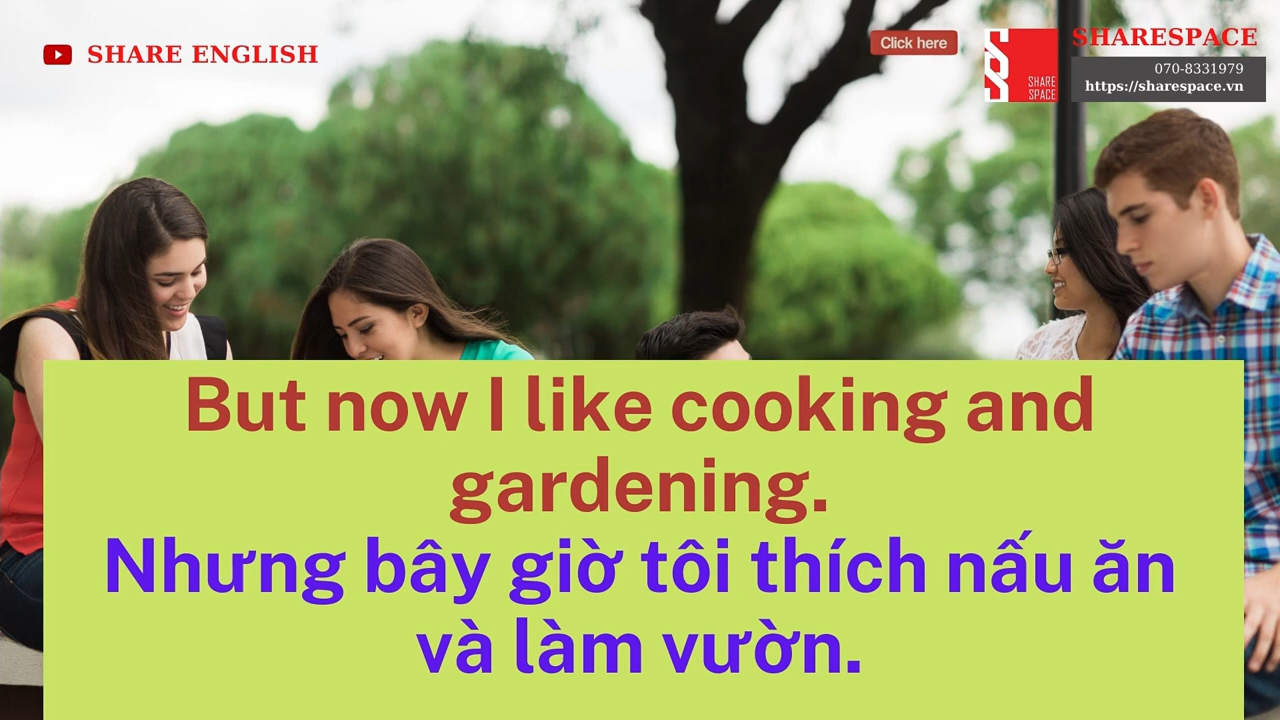 SHARE ENGLISH
Click here
SHARE
SPACE
SHARESPACE
070-8331979
https://sharespace.vn
But now I like cooking and
gardening.
Nhưng bây giờ tôi thích nấu ăn
và làm vườn.